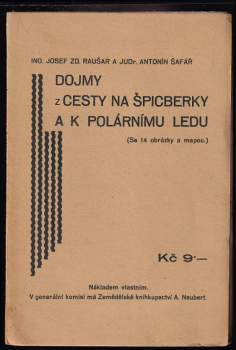 ING. JOSEF ZD. RAUŠAR A JUDr. ANTONÍN ŠAFÁŘ
DOJMY
z CESTY NA ŠPICBERKY
A K POLÁRNÍMU LEDU
(Se 14 obrázky a mapou.)
Kč 9·—
Nákladem vlastním.
V generální komisi má Zemědělské knihkupectví A. Neubert.